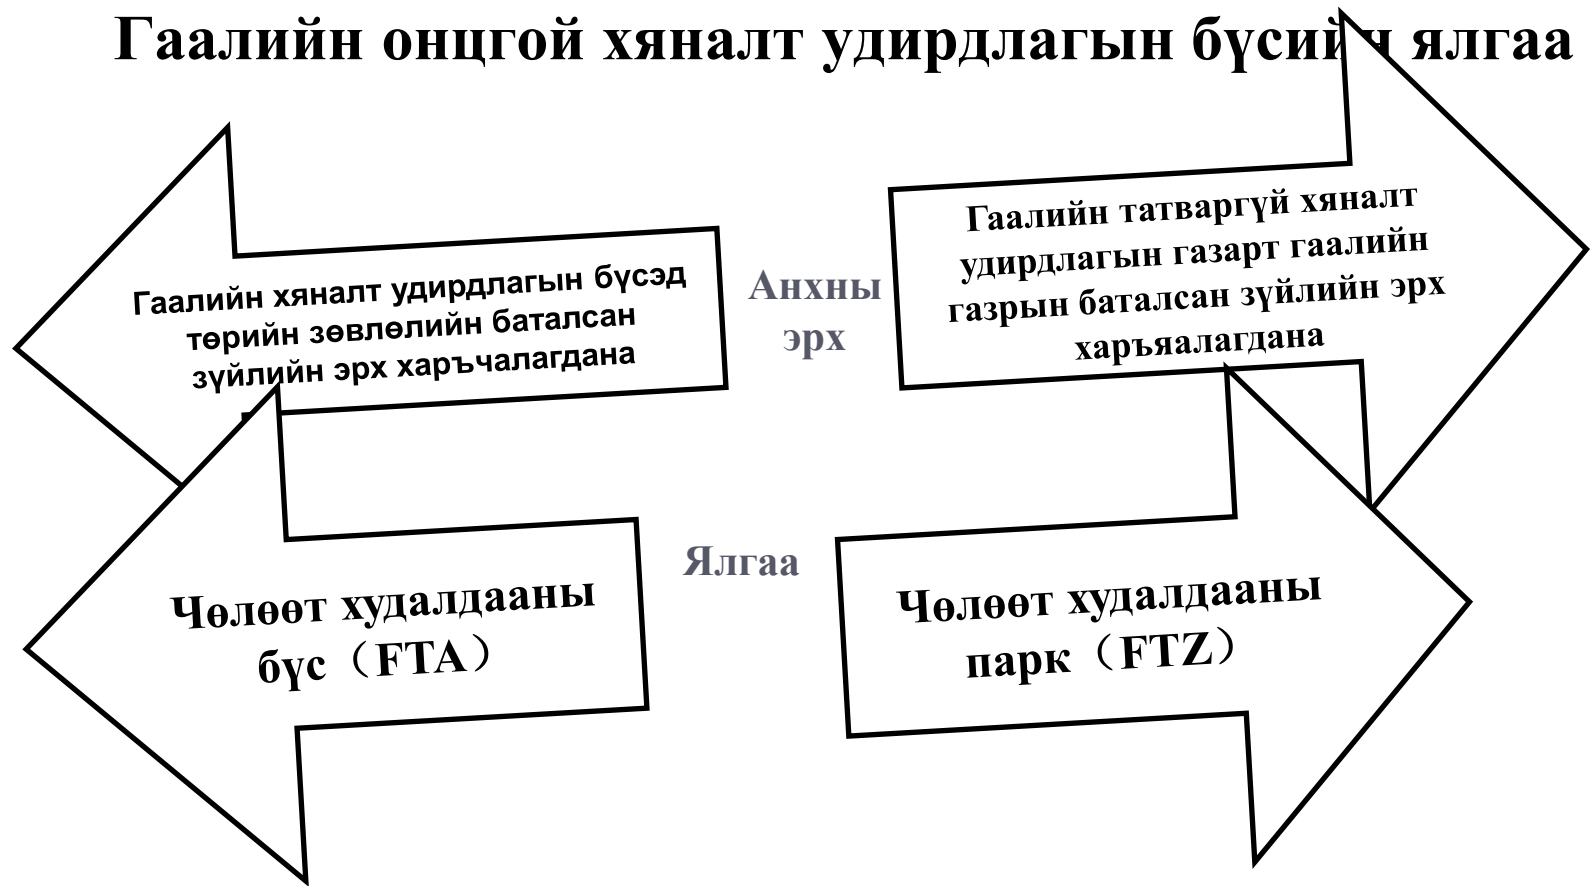 Гаалийн онцгой хяналт удирдлагын бүсийн ялгаа
Гаалийн хяналт удирдлагын бүсэд
төрийн зөвлөлийн баталсан
зүйлийн эрх харъчалагдана
Анхны
эрх
Гаалийн татваргүй хяналт
удирдлагын газарт гаалийн
газрын баталсан зүйлийн эрх
харъяалагдана
Чөлөөт худалдааны
бүс（FTA）
Ялгаа
Чөлөөт худалдааны
парк（FTZ）